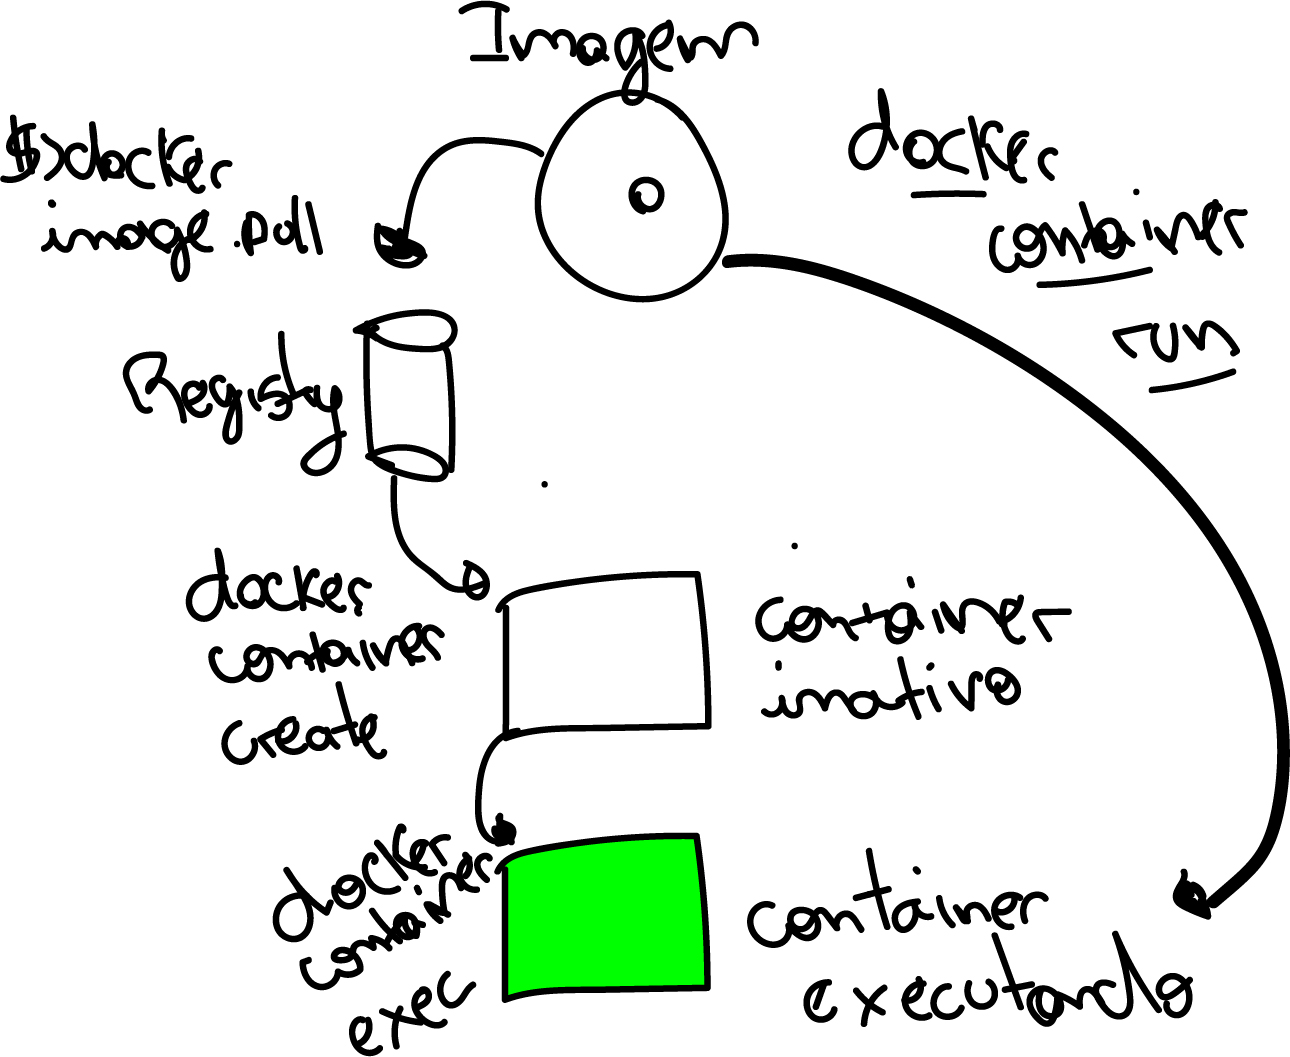 Imagem
$>docker
image pull
docker
container
run
Registry
docker
container
create
container
inativo
docker
container
exec
container
executando